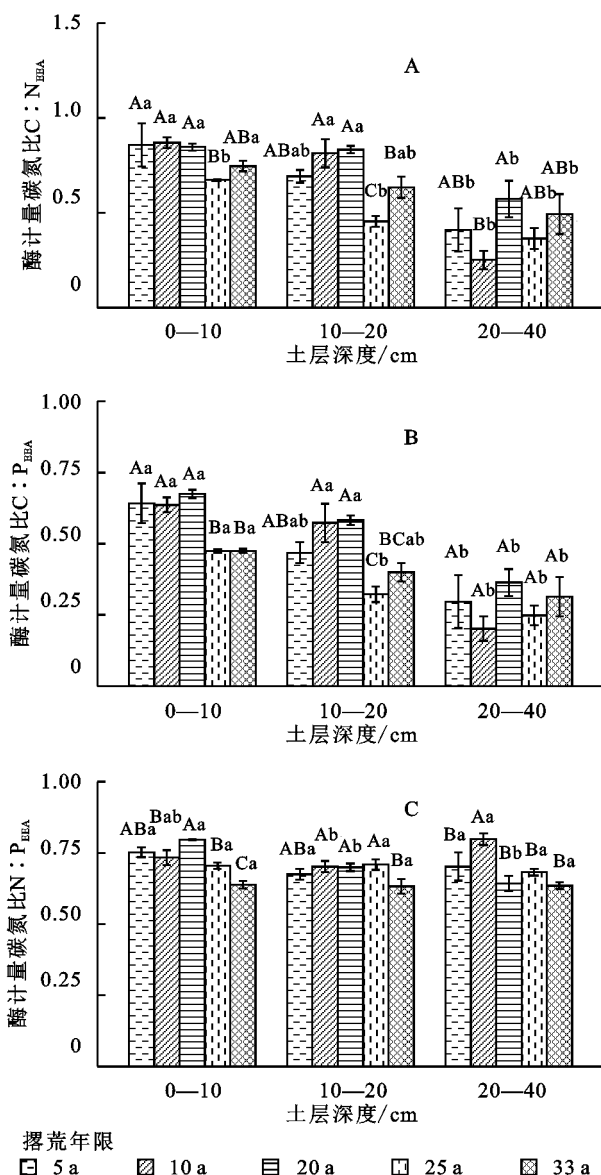 1.5
A
酶计量碳氮比C∶N_EEA
Aa Aa Aa Bb ABa
ABab Aa Aa Cb Bab
ABb Bb Ab ABb ABb
1.0
0.5
0
0—10 10—20 20—40
土层深度/cm
1.00
B
酶计量碳氮比C∶P_EEA
Aa Aa Aa Ba Ba
ABab Aa Aa Cb BCab
Ab Ab Ab Ab Ab
0.75
0.50
0.25
0
0—10 10—20 20—40
土层深度/cm
1.00
C
酶计量碳氮比N∶P_EEA
ABa Bab Aa Ba Ca
ABa Ab Ab Aa Ba
Ba Aa Bb Ba Ba
0.75
0.50
0.25
0
0—10 10—20 20—40
土层深度/cm
撂荒年限
5 a 10 a 20 a 25 a 33 a